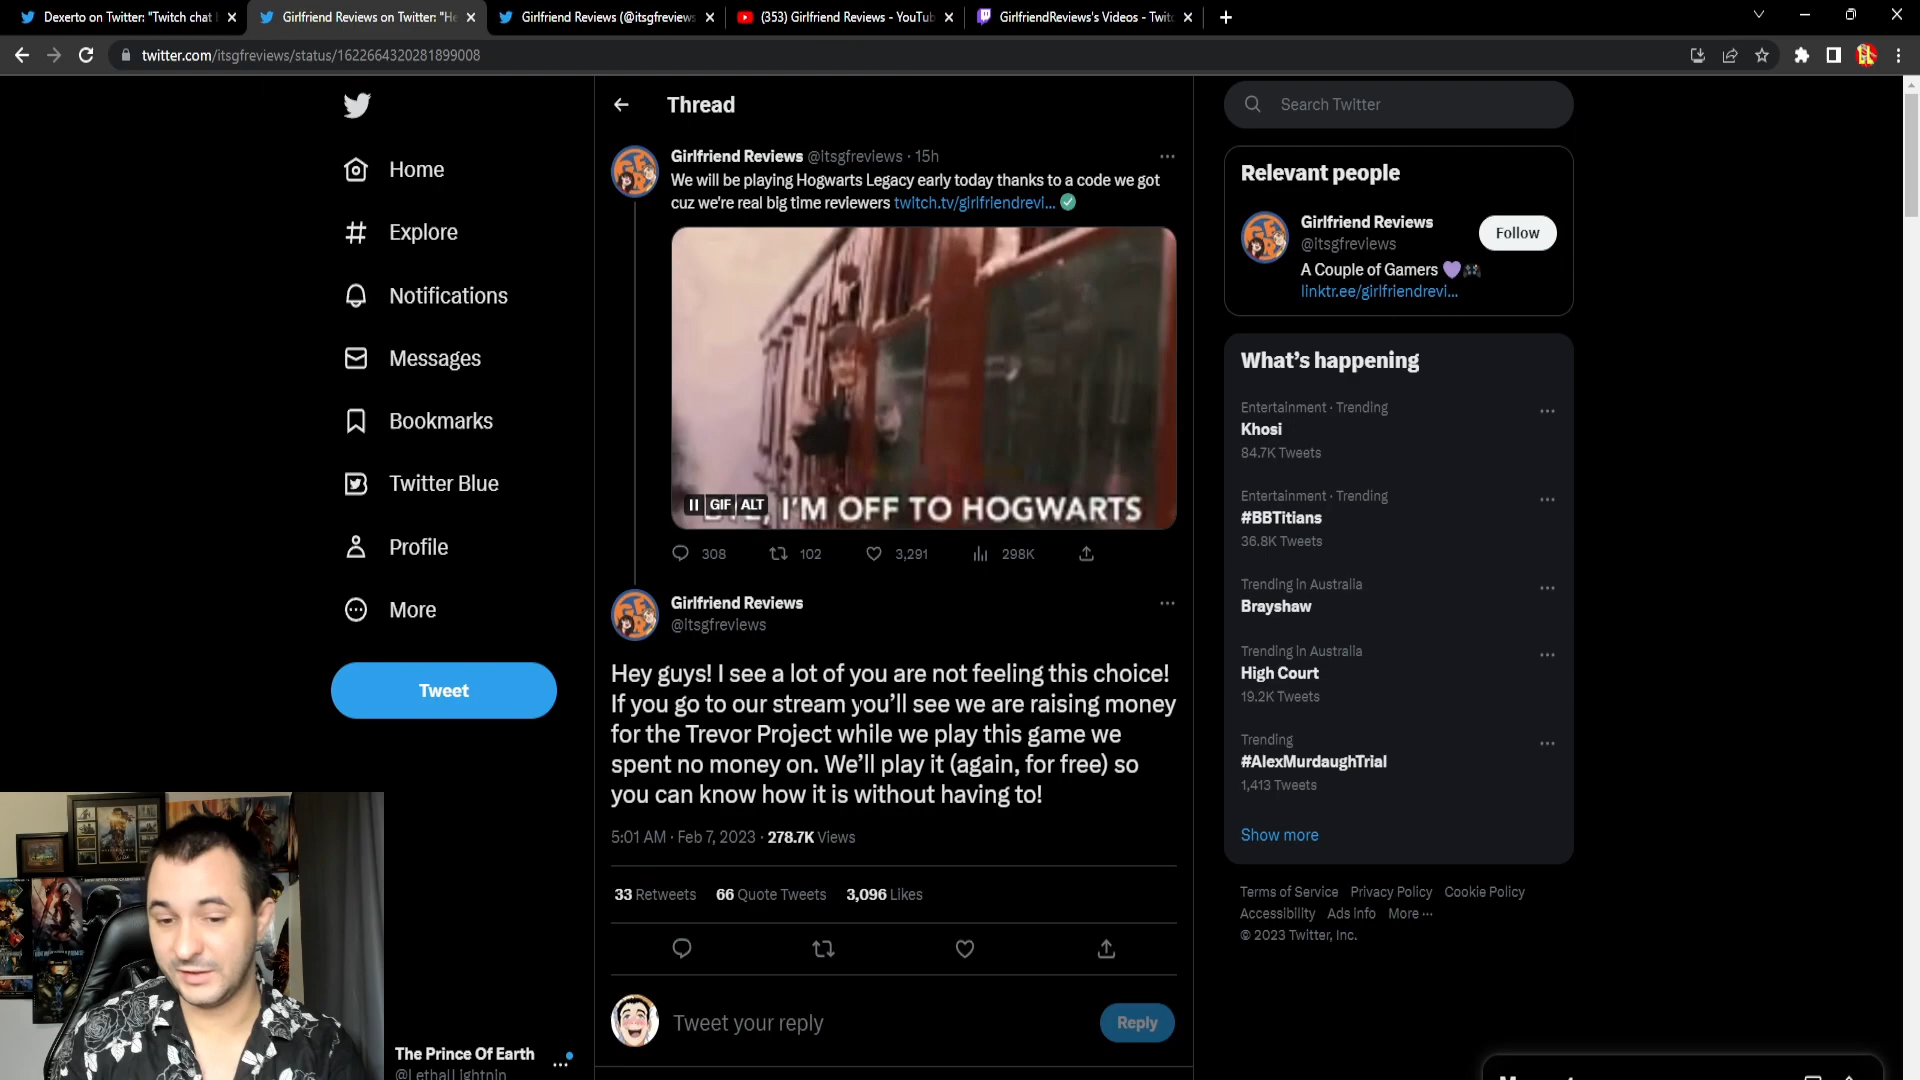 Dexerto on Twitter: "Twitch chat
Girlfriend Reviews on Twitter: "He
Girlfriend Reviews (@itsgfreviews
(353) Girlfriend Reviews - YouTub
GirlfriendReviews's Videos - Twitc
twitter.com/itsgfreviews/status/1622664320281899008
Home
Explore
Notifications
Messages
Bookmarks
Twitter Blue
Profile
More
Tweet
The Prince Of Earth
@LethalLightnin
Thread
Girlfriend Reviews @itsgfreviews · 15h
We will be playing Hogwarts Legacy early today thanks to a code we got
cuz we're real big time reviewers twitch.tv/girlfriendrevi...
GIF ALT
I'M OFF TO HOGWARTS
308 102 3,291 298K
Girlfriend Reviews
@itsgfreviews
Hey guys! I see a lot of you are not feeling this choice!
If you go to our stream you'll see we are raising money
for the Trevor Project while we play this game we
spent no money on. We'll play it (again, for free) so
you can know how it is without having to!
5:01 AM · Feb 7, 2023 · 278.7K Views
33 Retweets 66 Quote Tweets 3,096 Likes
Tweet your reply
Reply
Search Twitter
Relevant people
Girlfriend Reviews
@itsgfreviews
Follow
A Couple of Gamers
linktr.ee/girlfriendrevi...
What's happening
Entertainment · Trending
Khosi
84.7K Tweets
Entertainment · Trending
#BBTitians
36.8K Tweets
Trending in Australia
Brayshaw
Trending in Australia
High Court
19.2K Tweets
Trending
#AlexMurdaughTrial
1,413 Tweets
Show more
Terms of Service Privacy Policy Cookie Policy
Accessibility Ads info More ...
© 2023 Twitter, Inc.